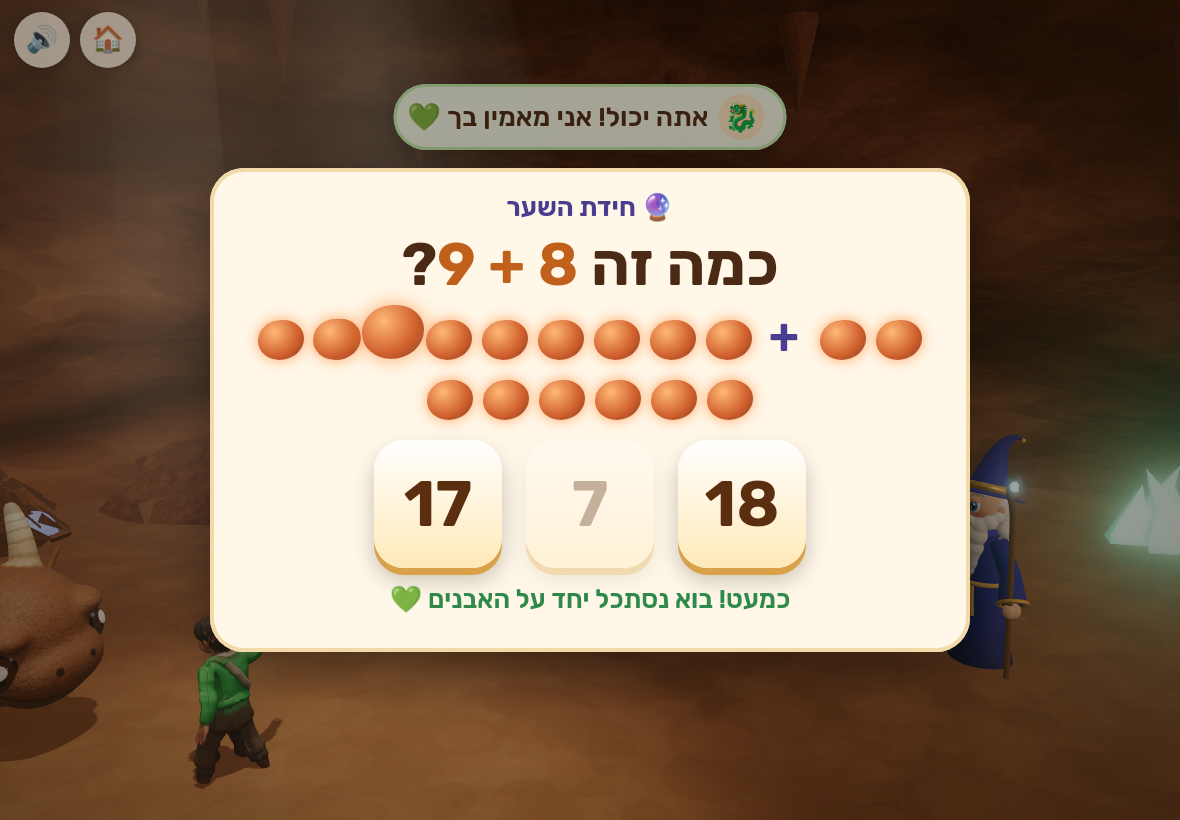 אתה יכול! אני מאמין בך
חידת השער
כמה זה 9 + 8?
+
17 7 18
כמעט! בוא נסתכל יחד על האבנים